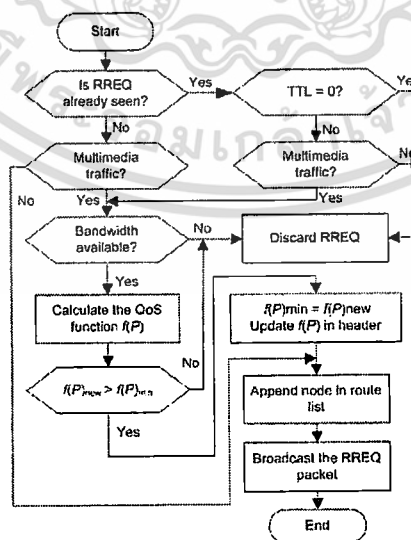 Start
Is RREQ
already seen?
Yes
TTL = 0?
Yes
No
No
Multimedia
traffic?
Multimedia
traffic?
No
No
Yes
Yes
Bandwidth
available?
No
Discard RREQ
Yes
Calculate the QoS
function f(P)
f(P)min = f(P)new
Update f(P) in header
No
f(P)new > f(P)min
Yes
Append node in route
list
Broadcast the RREQ
packet
End